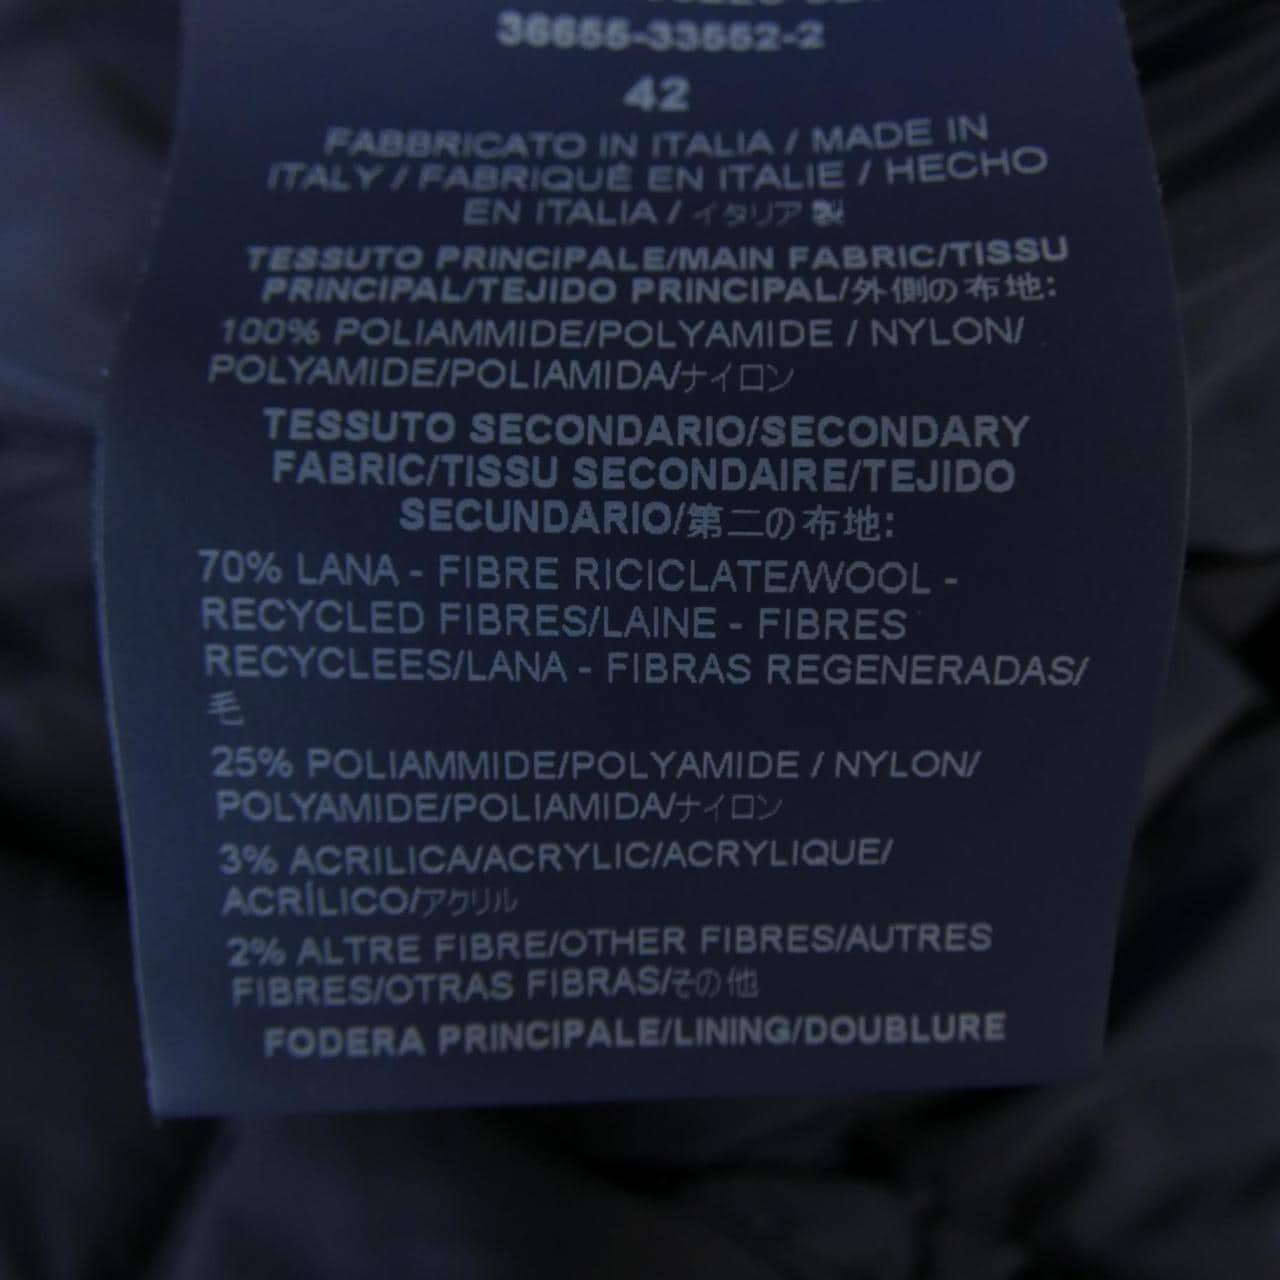 36655-33552-2
42
FABBRICATO IN ITALIA / MADE IN
ITALY / FABRIQUÉ EN ITALIE / HECHO
EN ITALIA / イタリア製
TESSUTO PRINCIPALE/MAIN FABRIC/TISSU
PRINCIPAL/TEJIDO PRINCIPAL/外側の布地:
100% POLIAMMIDE/POLYAMIDE / NYLON/
POLYAMIDE/POLIAMIDA/ナイロン
TESSUTO SECONDARIO/SECONDARY
FABRIC/TISSU SECONDAIRE/TEJIDO
SECUNDARIO/第二の布地:
70% LANA - FIBRE RICICLATE/WOOL -
RECYCLED FIBRES/LAINE - FIBRES
RECYCLEES/LANA - FIBRAS REGENERADAS/
毛
25% POLIAMMIDE/POLYAMIDE / NYLON/
POLYAMIDE/POLIAMIDA/ナイロン
3% ACRILICA/ACRYLIC/ACRYLIQUE/
ACRÍLICO/アクリル
2% ALTRE FIBRE/OTHER FIBRES/AUTRES
FIBRES/OTRAS FIBRAS/その他
FODERA PRINCIPALE/LINING/DOUBLURE